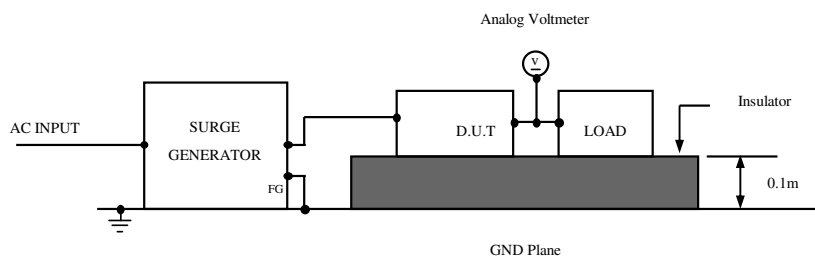 Analog Voltmeter
V
Insulator
AC INPUT
SURGE
GENERATOR
D.U.T
LOAD
FG
0.1m
GND Plane